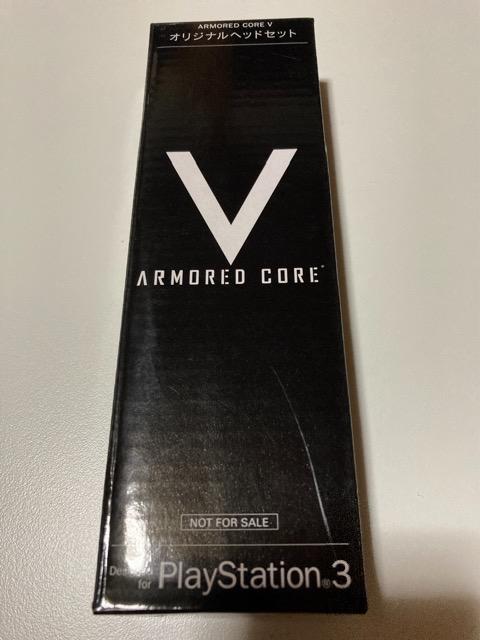 ARMORED CORE V
オリジナルヘッドセット
V
ARMORED CORE®
NOT FOR SALE
Designed
for PlayStation®3